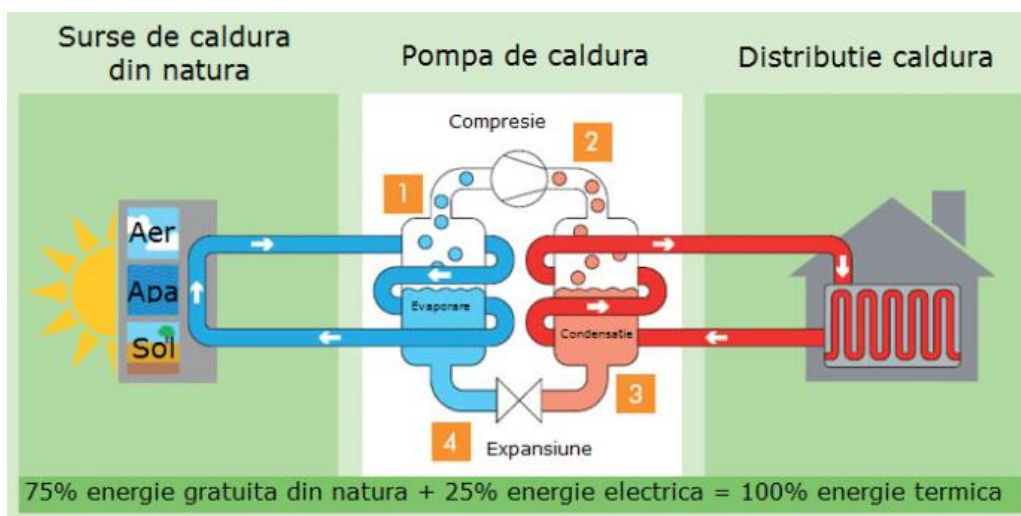 Surse de caldura
din natura
Pompa de caldura
Distributie caldura
Compresie
2
1
Aer
Apa
Sol
Evaporare
Condensatie
3
4
Expansiune
75% energie gratuita din natura + 25% energie electrica = 100% energie termica